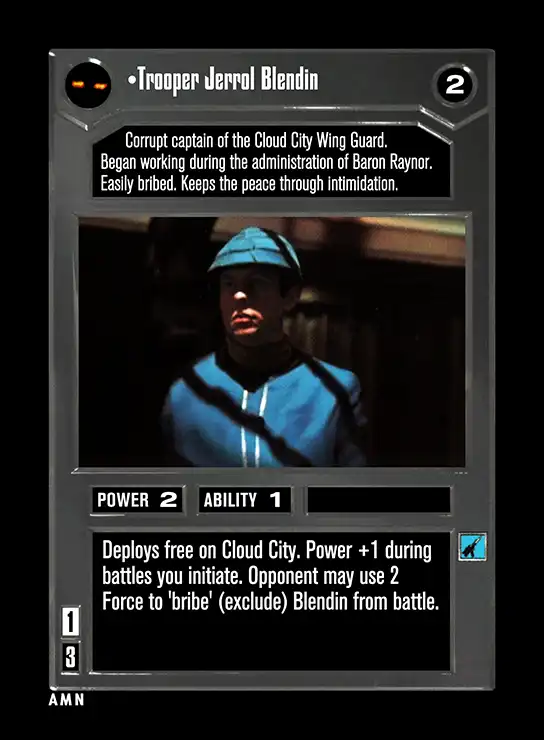 •Trooper Jerrol Blendin
2
Corrupt captain of the Cloud City Wing Guard.
Began working during the administration of Baron Raynor.
Easily bribed. Keeps the peace through intimidation.
POWER 2 ABILITY 1
Deploys free on Cloud City. Power +1 during
battles you initiate. Opponent may use 2
Force to 'bribe' (exclude) Blendin from battle.
1
3
AMN